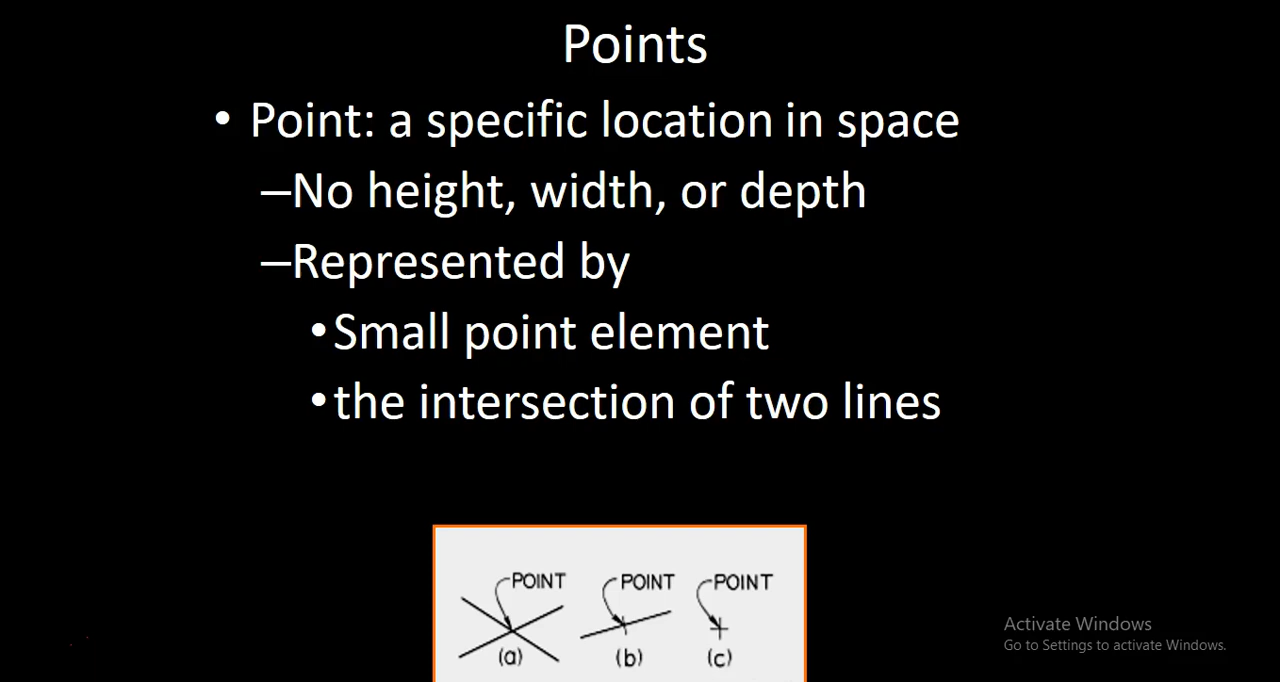 Points
• Point: a specific location in space
–No height, width, or depth
–Represented by
•Small point element
•the intersection of two lines
POINT POINT POINT
(a) (b) (c)
Activate Windows
Go to Settings to activate Windows.